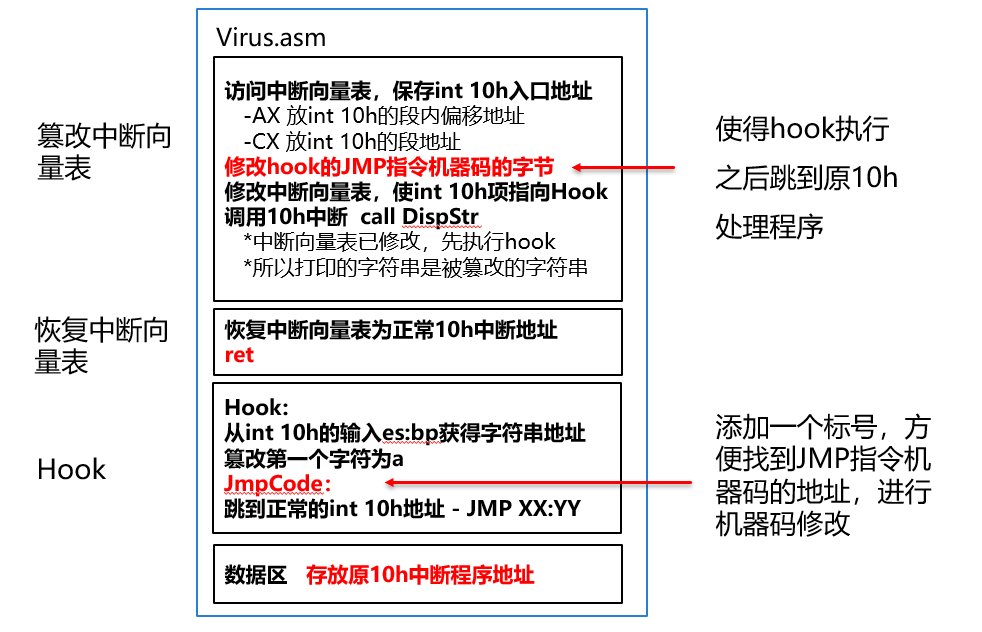 Virus.asm
篡改中断向
量表
访问中断向量表，保存int 10h入口地址
-AX 放int 10h的段内偏移地址
-CX 放int 10h的段地址
修改hook的JMP指令机器码的字节
修改中断向量表，使int 10h项指向Hook
调用10h中断 call DispStr
*中断向量表已修改，先执行hook
*所以打印的字符串是被篡改的字符串
使得hook执行
之后跳到原10h
处理程序
恢复中断向
量表
恢复中断向量表为正常10h中断地址
ret
Hook
Hook:
从int 10h的输入es:bp获得字符串地址
篡改第一个字符为a
JmpCode：
跳到正常的int 10h地址 - JMP XX:YY
添加一个标号，方
便找到JMP指令机
器码的地址，进行
机器码修改
数据区 存放原10h中断程序地址